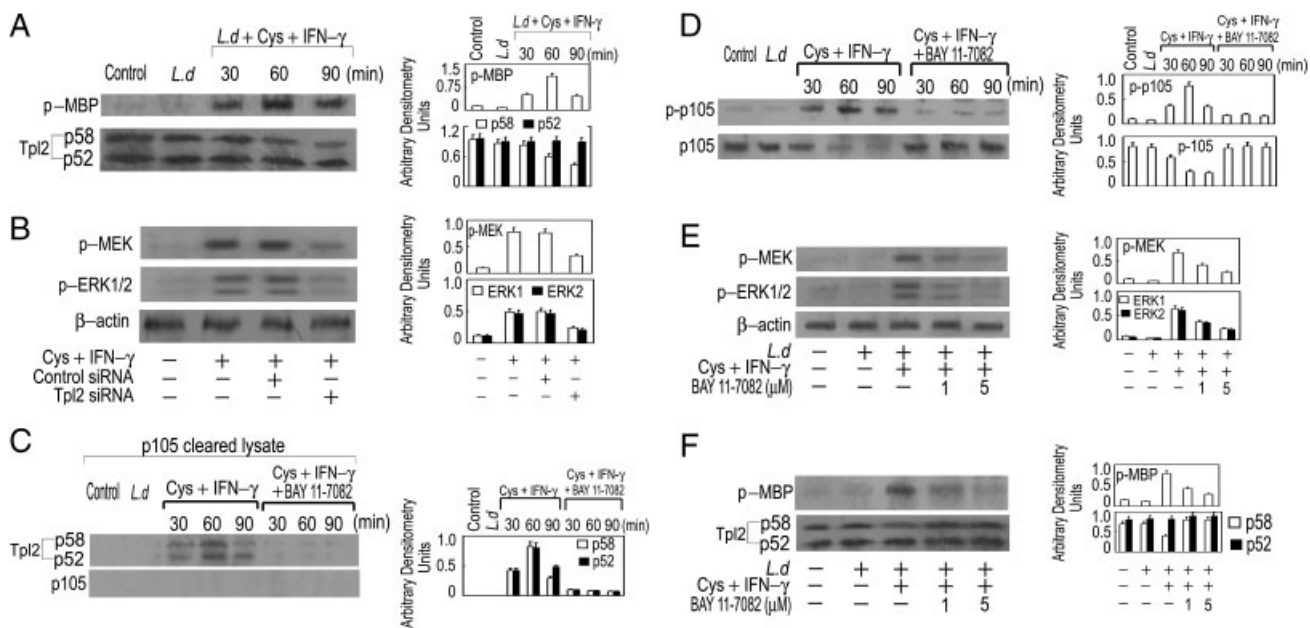 A
L.d + Cys + IFN–γ
Control L.d 30 60 90 (min)
p–MBP
Tpl2 p58
p52
Control L.d
L.d + Cys + IFN–γ
30 60 90 (min)
p-MBP
1.5
0.75
0
p58 p52
1.2
0.6
0
Arbitrary Densitometry Units
B
p–MEK
p–ERK1/2
β–actin
Cys + IFN–γ – + + +
Control siRNA – – + –
Tpl2 siRNA – – – +
p-MEK
1.0
0.5
0
ERK1 ERK2
1.0
0.5
0
Arbitrary Densitometry Units
– + + +
– – + –
– – – +
C
p105 cleared lysate
Control L.d
Cys + IFN–γ
Cys + IFN–γ + BAY 11-7082
30 60 90 30 60 90 (min)
Tpl2 p58
p52
p105
Control L.d
Cys + IFN–γ
Cys + IFN–γ + BAY 11-7082
30 60 90 30 60 90 (min)
1.0
0.5
0
p58
p52
Arbitrary Densitometry Units
D
Control L.d
Cys + IFN–γ
Cys + IFN–γ + BAY 11-7082
30 60 90 30 60 90 (min)
p-p105
p105
Control L.d
Cys + IFN-γ
Cys + IFN-γ + BAY 11-7082
30 60 90 30 60 90 (min)
p-p105
1.0
0.5
0
p-105
1.0
0.5
0
Arbitrary Densitometry Units
E
p–MEK
p–ERK1/2
β–actin
L.d – + + + +
Cys + IFN–γ – – + + +
BAY 11-7082 (μM) – – – 1 5
p-MEK
1.0
0.5
0
ERK1
ERK2
1.0
0.5
0
Arbitrary Densitometry Units
– + + + +
– – + + +
– – – 1 5
F
p–MBP
Tpl2 p58
p52
L.d – + + + +
Cys + IFN–γ – – + + +
BAY 11-7082 (μM) – – – 1 5
p-MBP
1.0
0.5
0
1.0
0.5
0
p58
p52
Arbitrary Densitometry Units
– + + + +
– – + + +
– – – 1 5